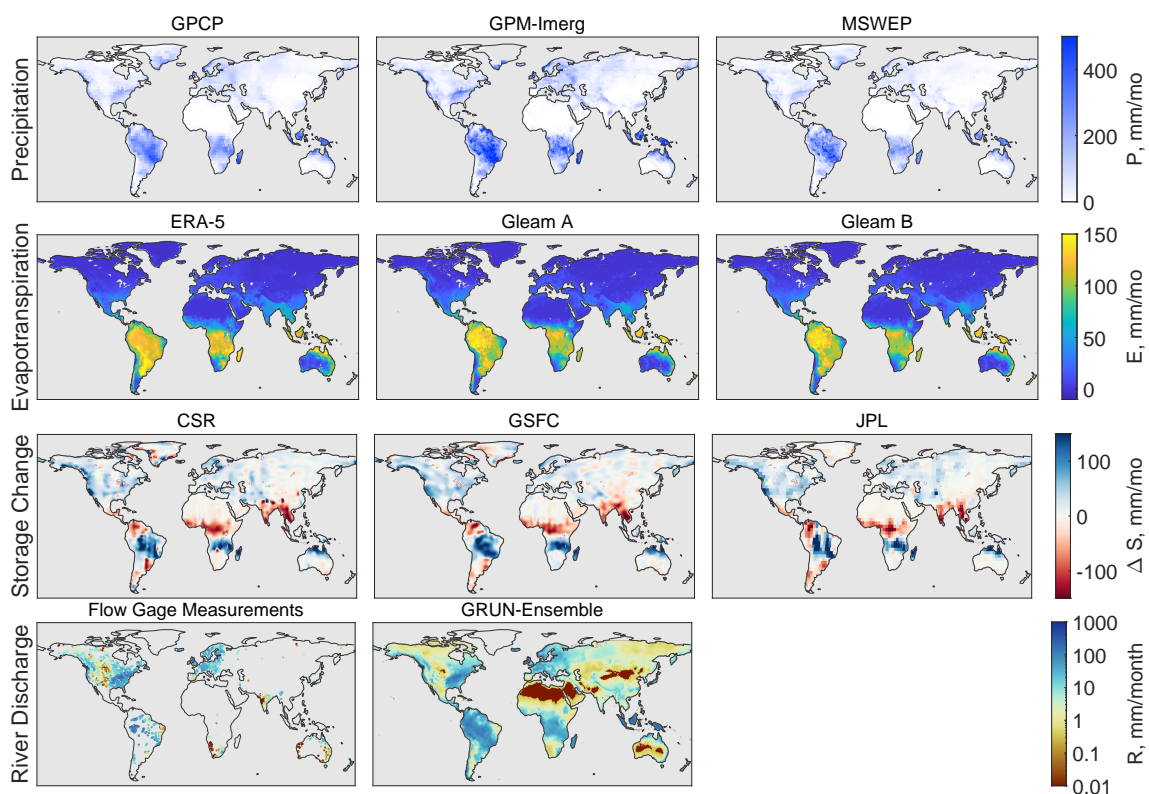 GPCP
GPM-Imerg
MSWEP
Precipitation
400
200
0
P, mm/mo
ERA-5
Gleam A
Gleam B
Evapotranspiration
150
100
50
0
E, mm/mo
CSR
GSFC
JPL
Storage Change
100
0
-100
Δ S, mm/mo
Flow Gage Measurements
GRUN-Ensemble
River Discharge
1000
100
10
1
0.1
0.01
R, mm/month